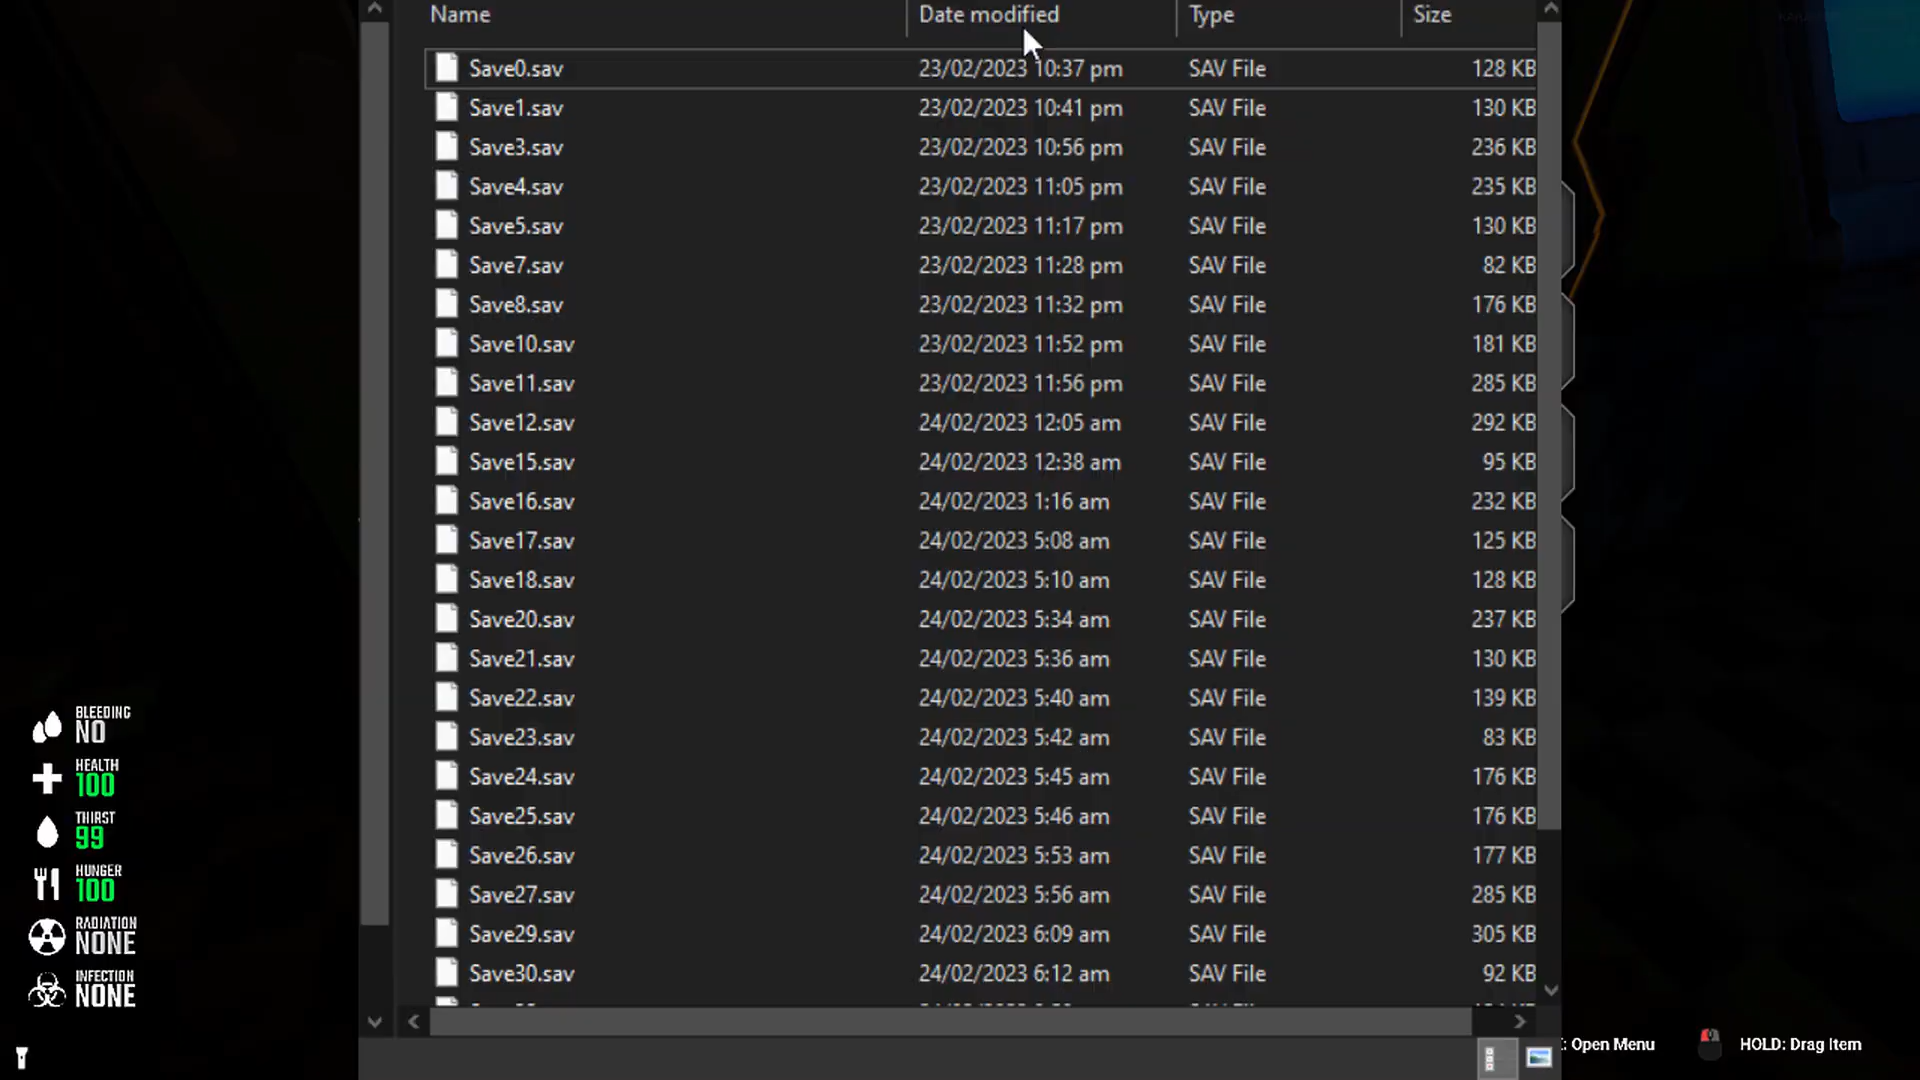 Name Date modified Type Size
Save0.sav 23/02/2023 10:37 pm SAV File 128 KB
Save1.sav 23/02/2023 10:41 pm SAV File 130 KB
Save3.sav 23/02/2023 10:56 pm SAV File 236 KB
Save4.sav 23/02/2023 11:05 pm SAV File 235 KB
Save5.sav 23/02/2023 11:17 pm SAV File 130 KB
Save7.sav 23/02/2023 11:28 pm SAV File 82 KB
Save8.sav 23/02/2023 11:32 pm SAV File 176 KB
Save10.sav 23/02/2023 11:52 pm SAV File 181 KB
Save11.sav 23/02/2023 11:56 pm SAV File 285 KB
Save12.sav 24/02/2023 12:05 am SAV File 292 KB
Save15.sav 24/02/2023 12:38 am SAV File 95 KB
Save16.sav 24/02/2023 1:16 am SAV File 232 KB
Save17.sav 24/02/2023 5:08 am SAV File 125 KB
Save18.sav 24/02/2023 5:10 am SAV File 128 KB
Save20.sav 24/02/2023 5:34 am SAV File 237 KB
Save21.sav 24/02/2023 5:36 am SAV File 130 KB
Save22.sav 24/02/2023 5:40 am SAV File 139 KB
Save23.sav 24/02/2023 5:42 am SAV File 83 KB
Save24.sav 24/02/2023 5:45 am SAV File 176 KB
Save25.sav 24/02/2023 5:46 am SAV File 176 KB
Save26.sav 24/02/2023 5:53 am SAV File 177 KB
Save27.sav 24/02/2023 5:56 am SAV File 285 KB
Save29.sav 24/02/2023 6:09 am SAV File 305 KB
Save30.sav 24/02/2023 6:12 am SAV File 92 KB
BLEEDING
NO
HEALTH
100
THIRST
99
HUNGER
100
RADIATION
NONE
INFECTION
NONE
: Open Menu HOLD: Drag Item